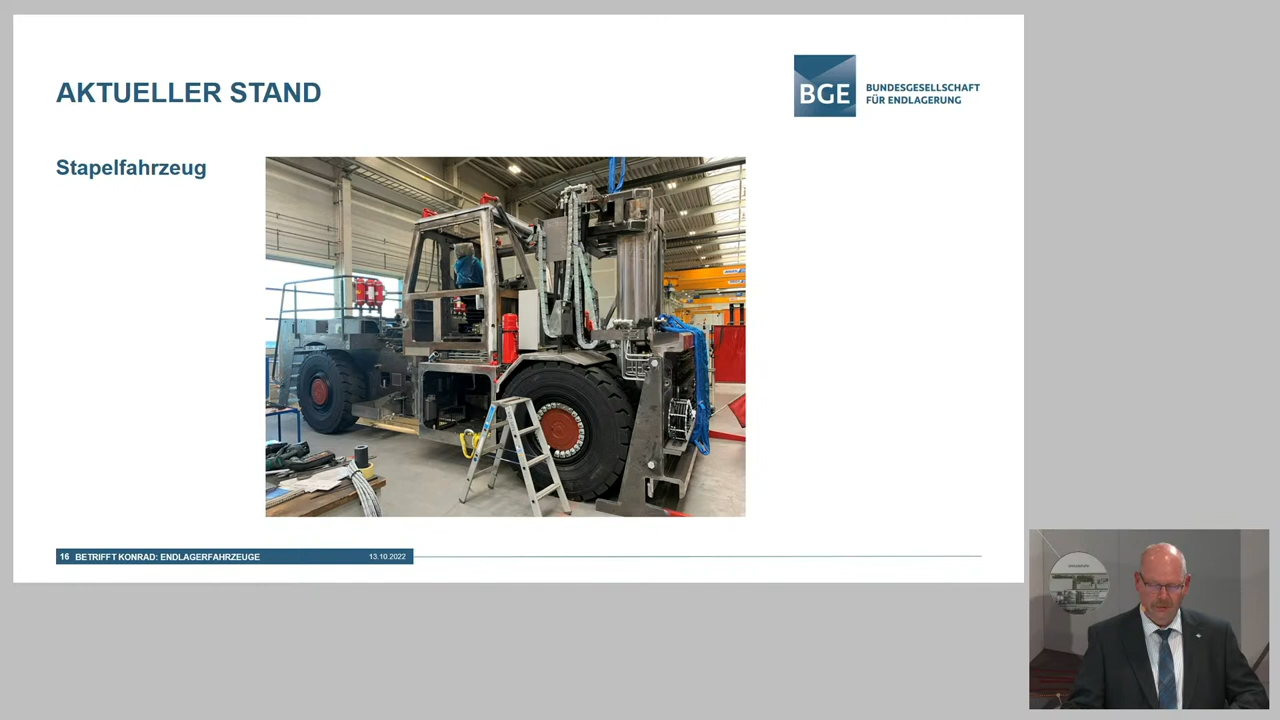 AKTUELLER STAND
BGE
BUNDESGESELLSCHAFT
FÜR ENDLAGERUNG
Stapelfahrzeug
16 BETRIFFT KONRAD: ENDLAGERFAHRZEUGE 13.10.2022